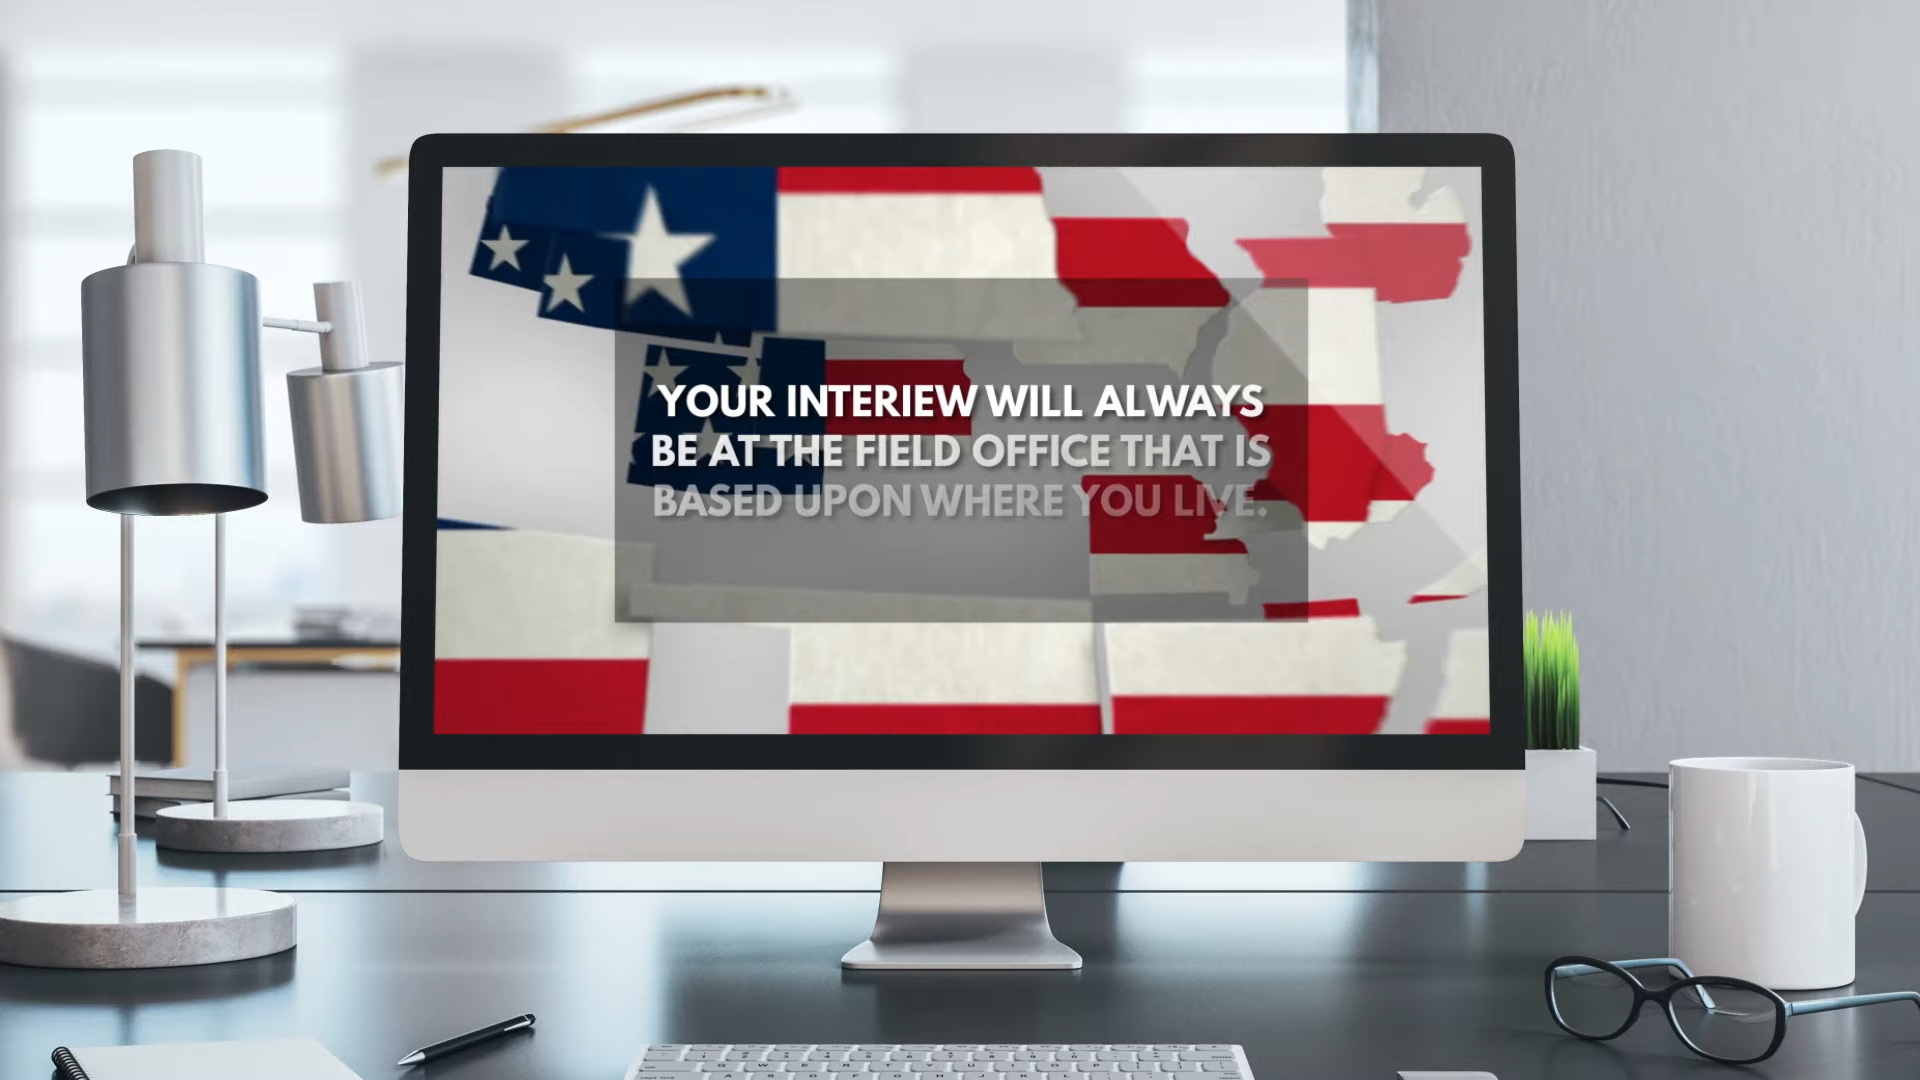 YOUR INTERIEW WILL ALWAYS
BE AT THE FIELD OFFICE THAT IS
BASED UPON WHERE YOU LIVE.